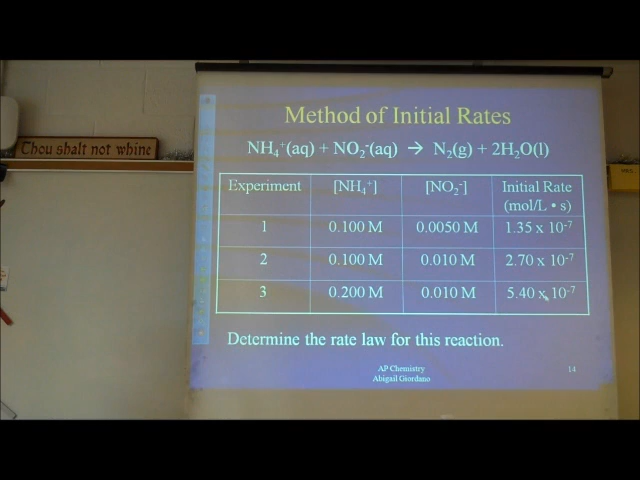 Thou shalt not whine
Method of Initial Rates
NH₄⁺(aq) + NO₂⁻(aq) → N₂(g) + 2H₂O(l)
Experiment [NH₄⁺] [NO₂⁻] Initial Rate (mol/L • s)
1 0.100 M 0.0050 M 1.35 x 10⁻⁷
2 0.100 M 0.010 M 2.70 x 10⁻⁷
3 0.200 M 0.010 M 5.40 x 10⁻⁷
Determine the rate law for this reaction.
AP Chemistry
Abigail Giordano
14